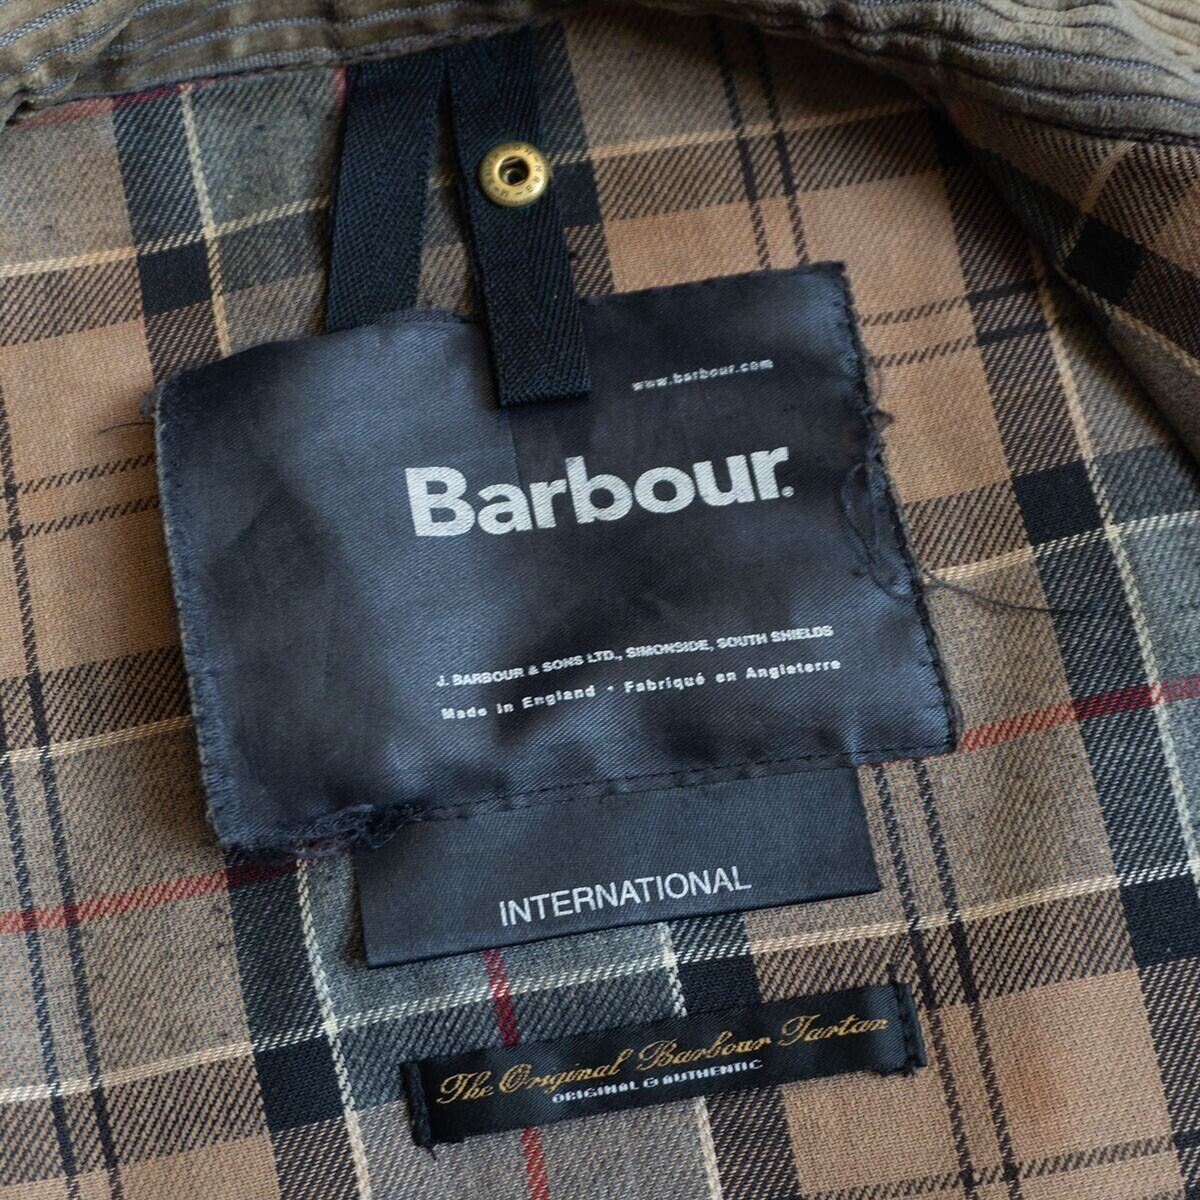 www.barbour.com
Barbour.
J. BARBOUR & SONS LTD., SIMONSIDE, SOUTH SHIELDS
Made in England • Fabriqué en Angleterre
INTERNATIONAL
The Original Barbour Tartan
ORIGINAL & AUTHENTIC